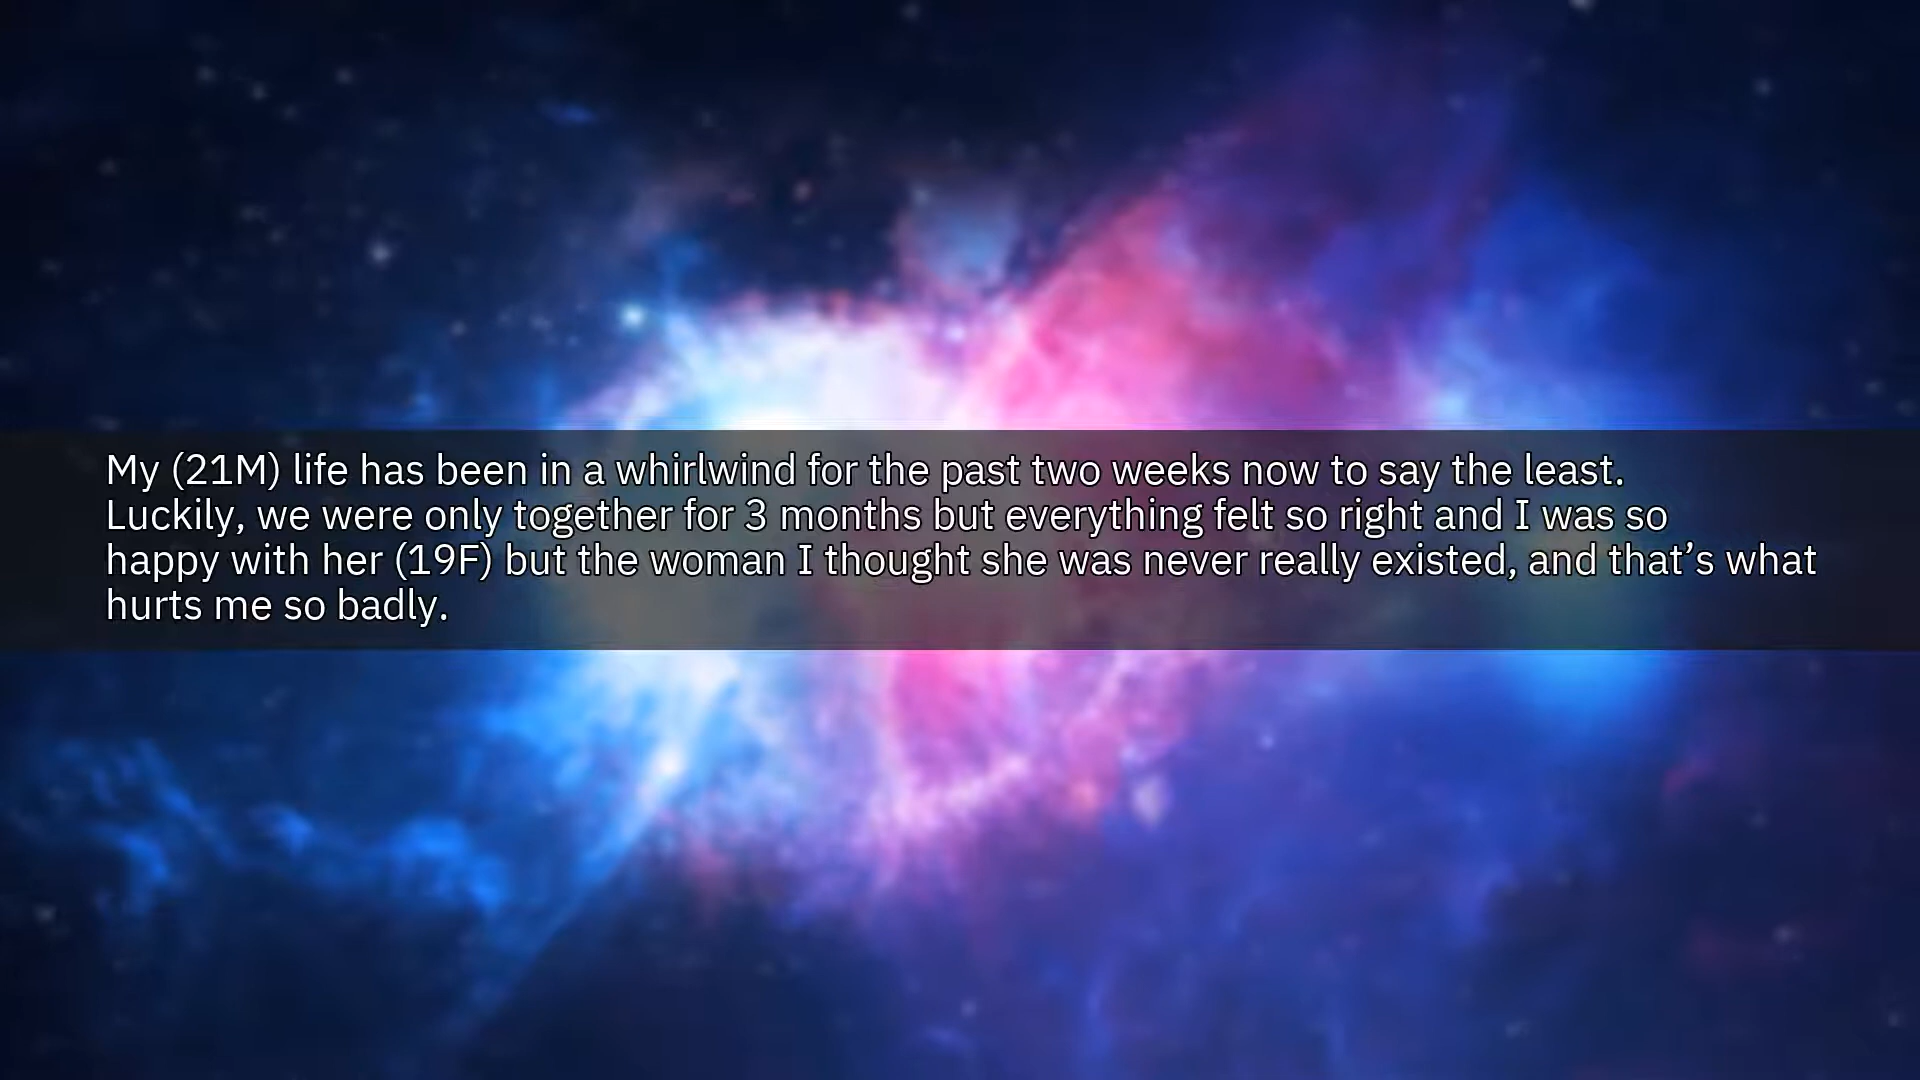 My (21M) life has been in a whirlwind for the past two weeks now to say the least.
Luckily, we were only together for 3 months but everything felt so right and I was so
happy with her (19F) but the woman I thought she was never really existed, and that’s what
hurts me so badly.